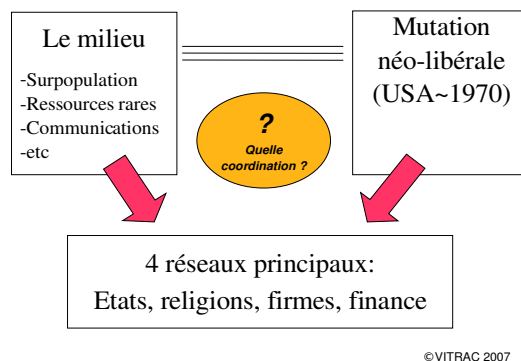 Le milieu
-Surpopulation
-Ressources rares
-Communications
-etc
?
Quelle
coordination ?
Mutation
néo-libérale
(USA~1970)
4 réseaux principaux:
Etats, religions, firmes, finance
©VITRAC 2007